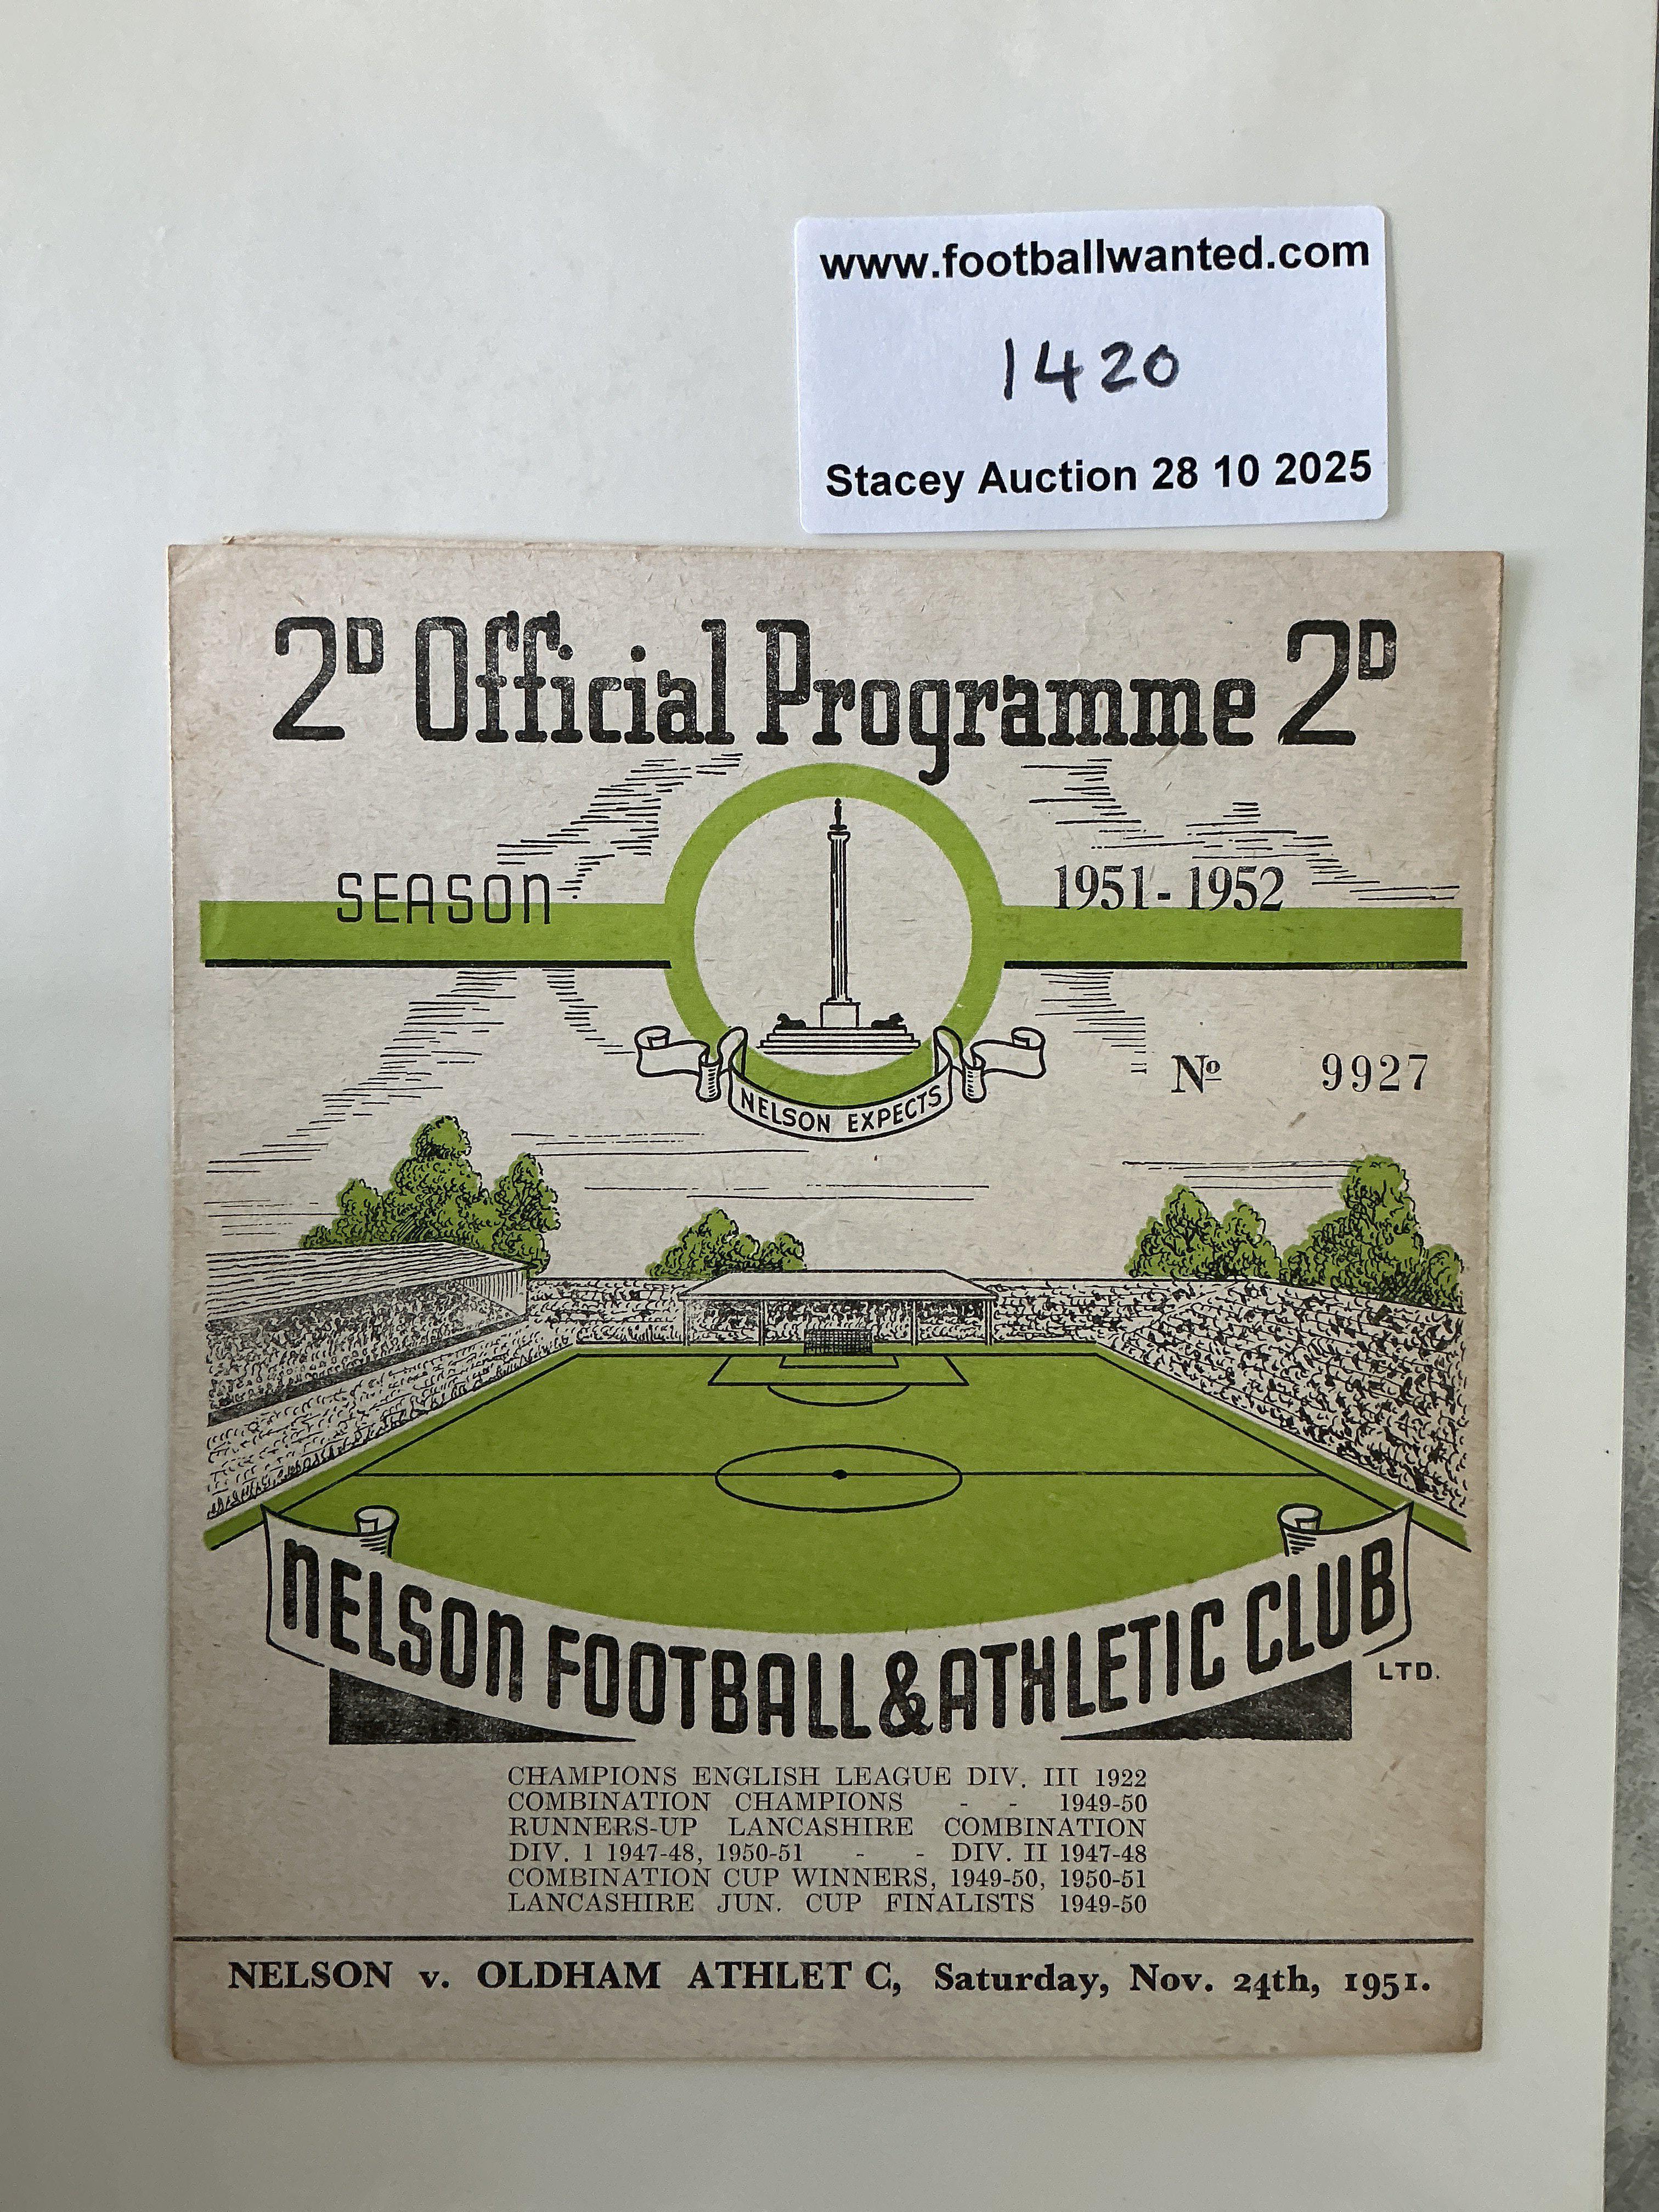 www.footballwanted.com
1420
Stacey Auction 28 10 2025
2D Official Programme 2D
SEASON 1951-1952
NELSON EXPECTS
Nº 9927
NELSON FOOTBALL & ATHLETIC CLUB
LTD.
CHAMPIONS ENGLISH LEAGUE DIV. III 1922
COMBINATION CHAMPIONS - - 1949-50
RUNNERS-UP LANCASHIRE COMBINATION
DIV. 1 1947-48, 1950-51 - - DIV. II 1947-48
COMBINATION CUP WINNERS, 1949-50, 1950-51
LANCASHIRE JUN. CUP FINALISTS 1949-50
NELSON v. OLDHAM ATHLET C, Saturday, Nov. 24th, 1951.